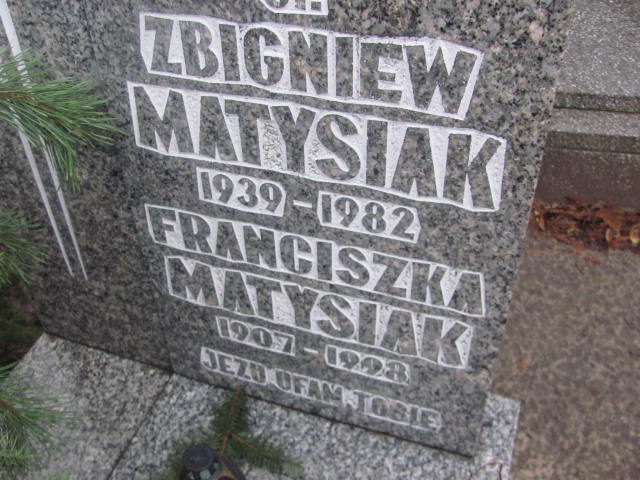 ZBIGNIEW
MATYSIAK
1939 - 1982
FRANCISZKA
MATYSIAK
1907 - 1998
JEZU UFAM TOBIE